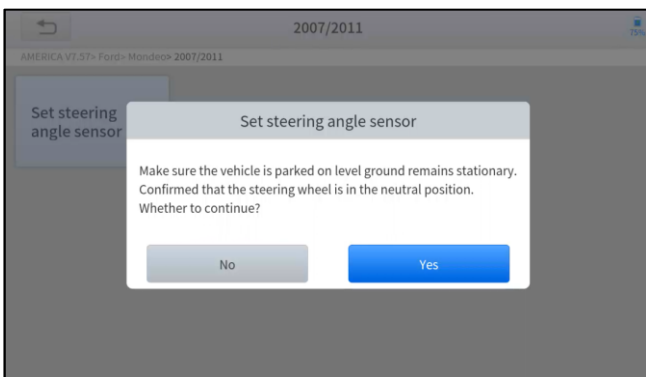 2007/2011
75%
AMERICA V7.57> Ford> Mondeo> 2007/2011
Set steering
angle sensor
Set steering angle sensor
Make sure the vehicle is parked on level ground remains stationary.
Confirmed that the steering wheel is in the neutral position.
Whether to continue?
No
Yes